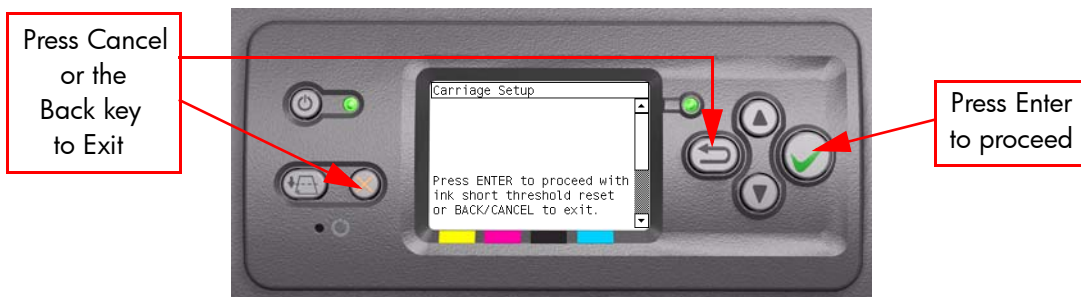 Press Cancel
or the
Back key
to Exit
Carriage Setup
Press ENTER to proceed with
ink short threshold reset
or BACK/CANCEL to exit.
Press Enter
to proceed